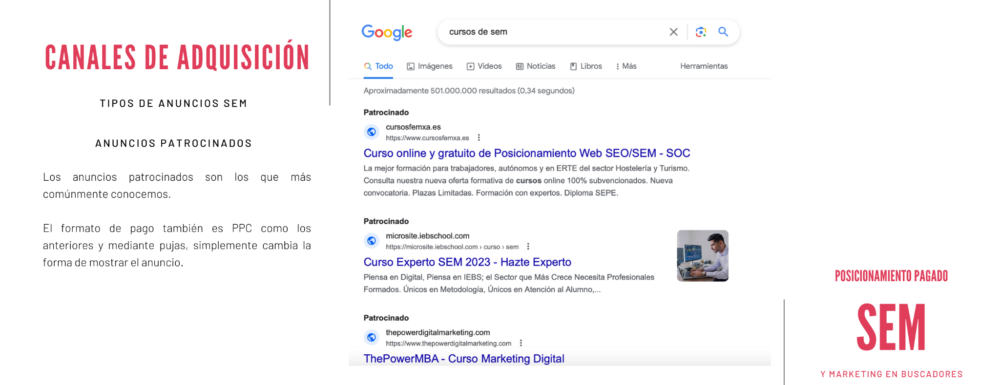 CANALES DE ADQUISICIÓN
TIPOS DE ANUNCIOS SEM
ANUNCIOS PATROCINADOS
Los anuncios patrocinados son los que más
comúnmente conocemos.
El formato de pago también es PPC como los
anteriores y mediante pujas, simplemente cambia la
forma de mostrar el anuncio.
Google
cursos de sem
Todo Imágenes Vídeos Noticias Libros Más Herramientas
Aproximadamente 501.000.000 resultados (0,34 segundos)
Patrocinado
cursosfemxa.es
https://www.cursosfemxa.es
Curso online y gratuito de Posicionamiento Web SEO/SEM - SOC
La mejor formación para trabajadores, autónomos y en ERTE del sector Hostelería y Turismo.
Consulta nuestra nueva oferta formativa de cursos online 100% subvencionados. Nueva
convocatoria. Plazas Limitadas. Formación con expertos. Diploma SEPE.
Patrocinado
microsite.iebschool.com
https://microsite.iebschool.com › curso › sem
Curso Experto SEM 2023 - Hazte Experto
Piensa en Digital, Piensa en IEBS; el Sector que Más Crece Necesita Profesionales
Formados. Únicos en Metodología, Únicos en Atención al Alumno,...
Patrocinado
thepowerdigitalmarketing.com
https://www.thepowerdigitalmarketing.com
ThePowerMBA - Curso Marketing Digital
POSICIONAMIENTO PAGADO
SEM
Y MARKETING EN BUSCADORES